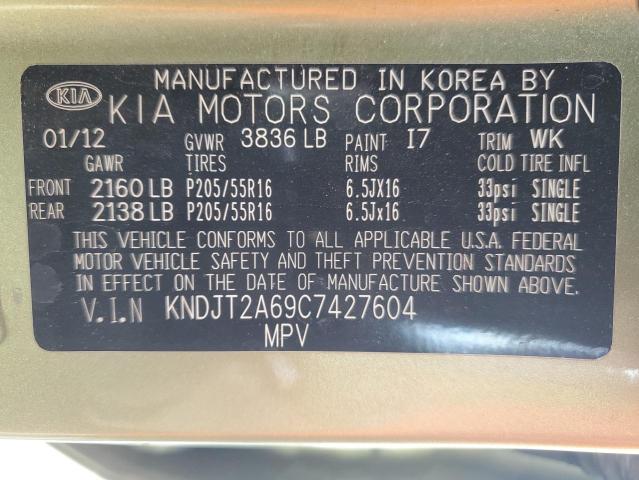 KIA MANUFACTURED IN KOREA BY
KIA MOTORS CORPORATION
01/12 GVWR 3836 LB PAINT I7 TRIM WK
GAWR TIRES RIMS COLD TIRE INFL
FRONT 2160 LB P205/55R16 6.5JX16 33psi SINGLE
REAR 2138 LB P205/55R16 6.5Jx16 33psi SINGLE
THIS VEHICLE CONFORMS TO ALL APPLICABLE U.S.A. FEDERAL
MOTOR VEHICLE SAFETY AND THEFT PREVENTION STANDARDS
IN EFFECT ON THE DATE OF MANUFACTURE SHOWN ABOVE
V.I.N KNDJT2A69C7427604
MPV